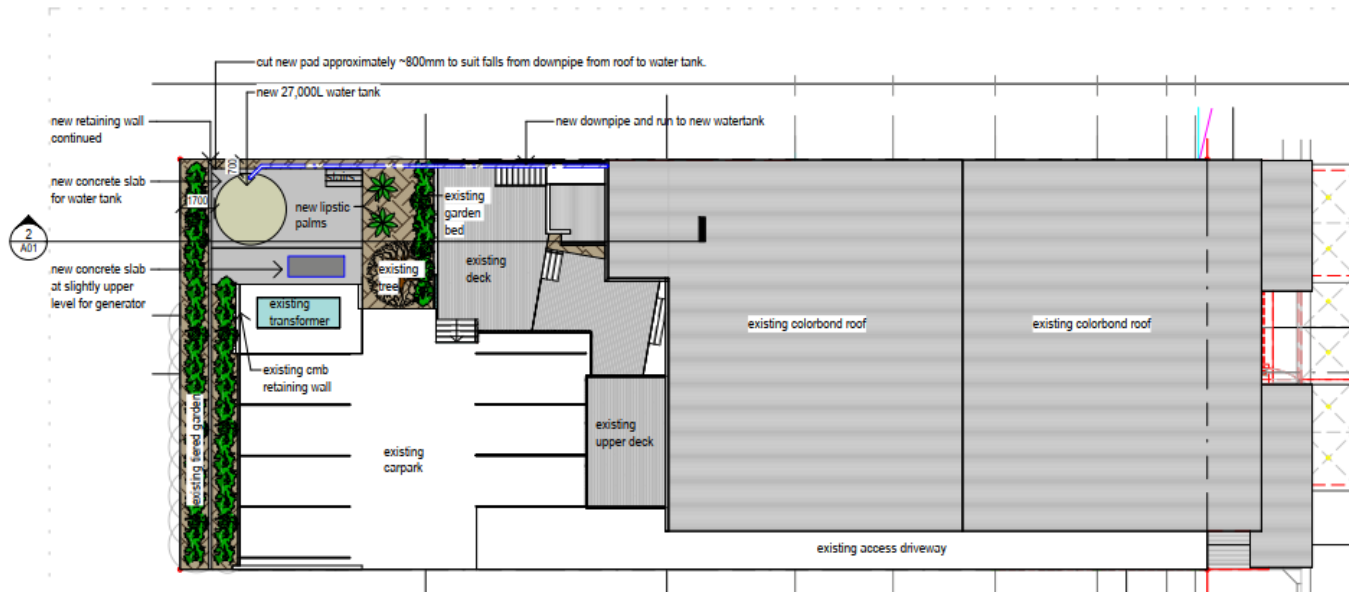 cut new pad approximately ~800mm to suit falls from downpipe from roof to water tank.
new 27,000L water tank
new retaining wall
continued
new downpipe and run to new watertank
700
stairs
new concrete slab
for water tank
1700
new lipstic
palms
existing
garden
bed
2
A01
existing
deck
new concrete slab
at slightly upper
level for generator
existing
tree
existing
transformer
existing colorbond roof
existing colorbond roof
existing cmb
retaining wall
existing tiered garden
existing
carpark
existing
upper deck
existing access driveway